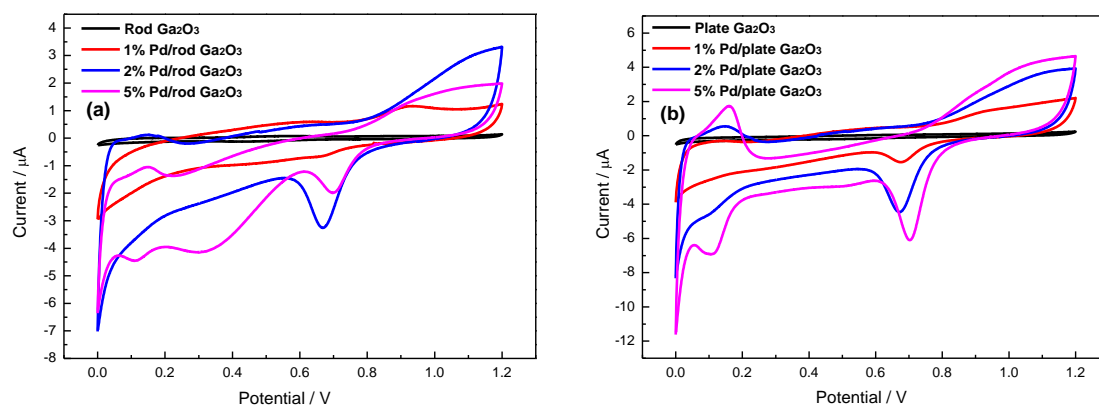 Rod Ga₂O₃
1% Pd/rod Ga₂O₃
2% Pd/rod Ga₂O₃
5% Pd/rod Ga₂O₃
(a)
4
3
2
1
0
-1
-2
-3
-4
-5
-6
-7
-8
Current / μA
0.0 0.2 0.4 0.6 0.8 1.0 1.2
Potential / V
Plate Ga₂O₃
1% Pd/plate Ga₂O₃
2% Pd/plate Ga₂O₃
5% Pd/plate Ga₂O₃
(b)
6
4
2
0
-2
-4
-6
-8
-10
-12
Current / μA
0.0 0.2 0.4 0.6 0.8 1.0 1.2
Potential / V